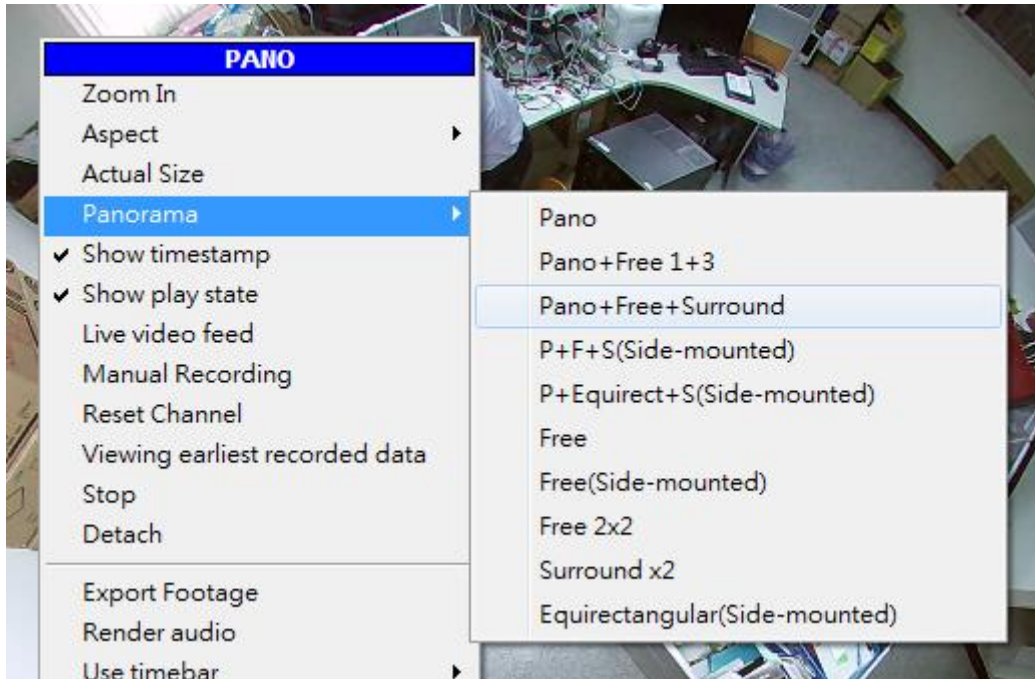 PANO
Zoom In
Aspect
Actual Size
Panorama
Show timestamp
Show play state
Live video feed
Manual Recording
Reset Channel
Viewing earliest recorded data
Stop
Detach
Export Footage
Render audio
Use timebar
Pano
Pano+Free 1+3
Pano+Free+Surround
P+F+S(Side-mounted)
P+Equirect+S(Side-mounted)
Free
Free(Side-mounted)
Free 2x2
Surround x2
Equirectangular(Side-mounted)